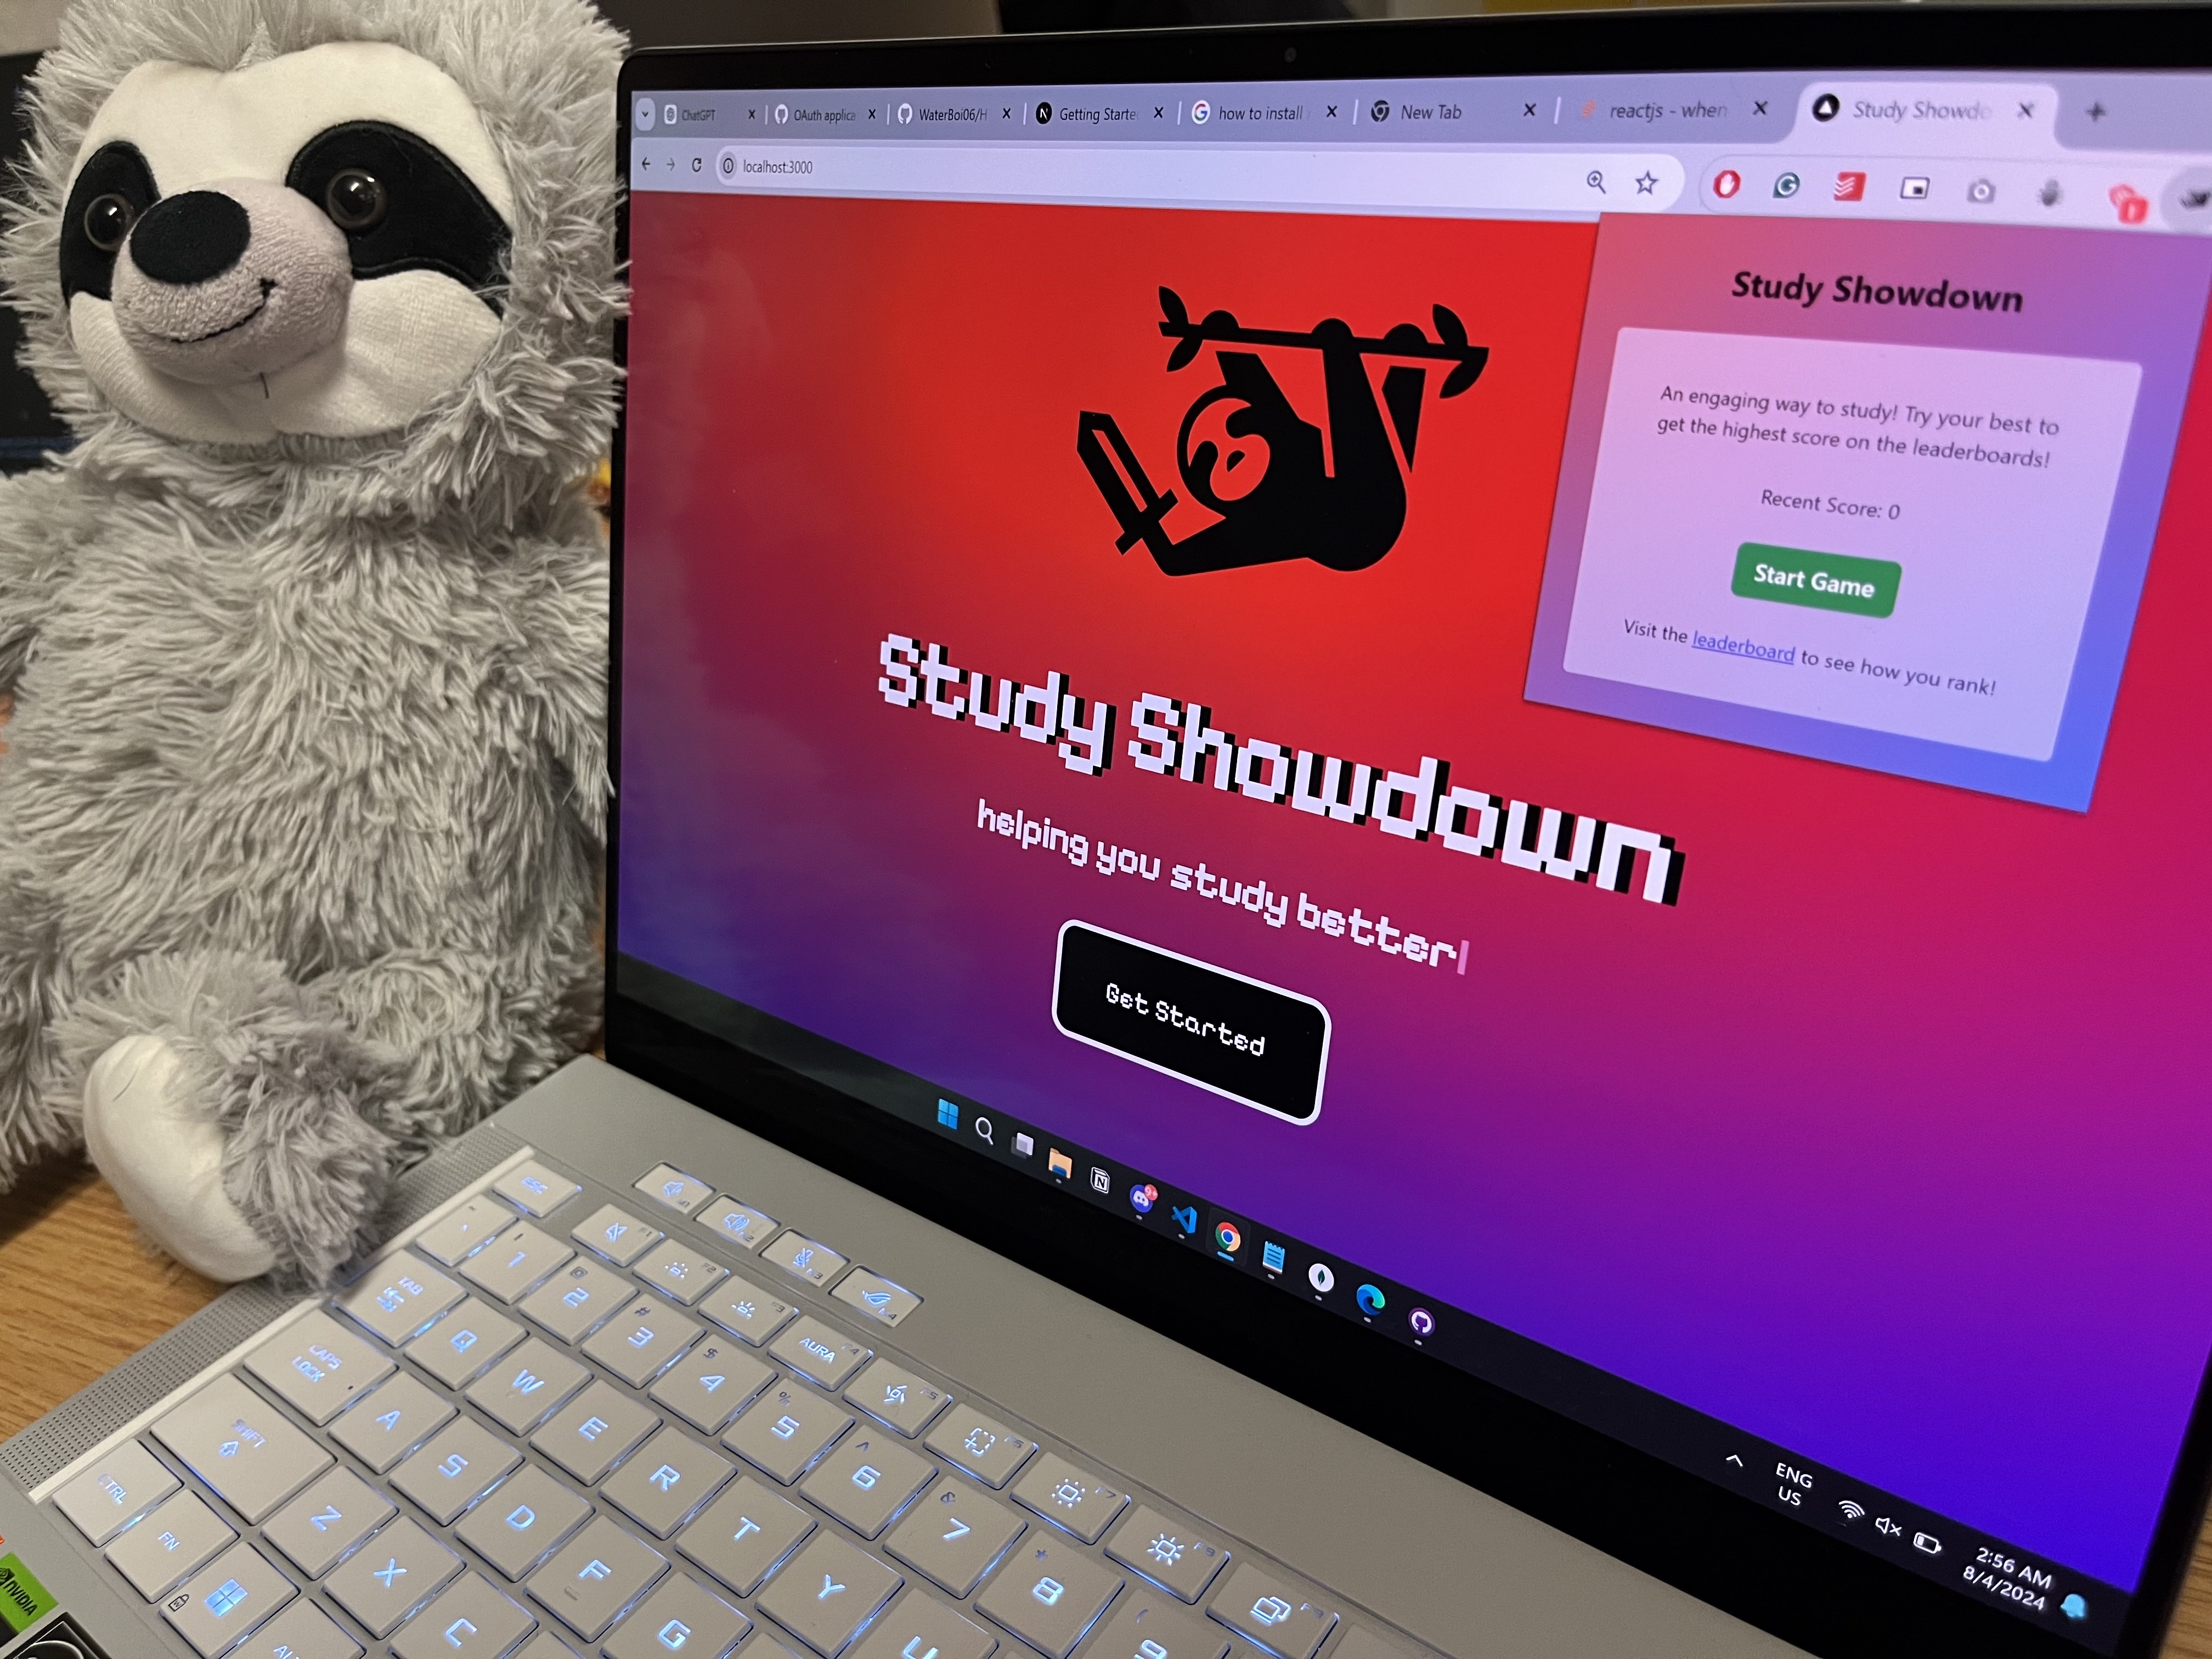 ChatGPT
OAuth applica
WaterBoi06/H
Getting Starte
how to install
New Tab
reactjs - when
Study Showdo
localhost:3000
Study Showdown
An engaging way to study! Try your best to
get the highest score on the leaderboards!
Recent Score: 0
Start Game
Visit the leaderboard to see how you rank!
Study Showdown
helping you study better
Get Started
9+
ENG
US
2:56 AM
8/4/2024
ESC
AURA
TAB
CAPS
LOCK
SHIFT
CTRL
FN
1 2 3 4 5 6 7 8 9
Q W E R T Y U
A S D F G
Z X C
NVIDIA